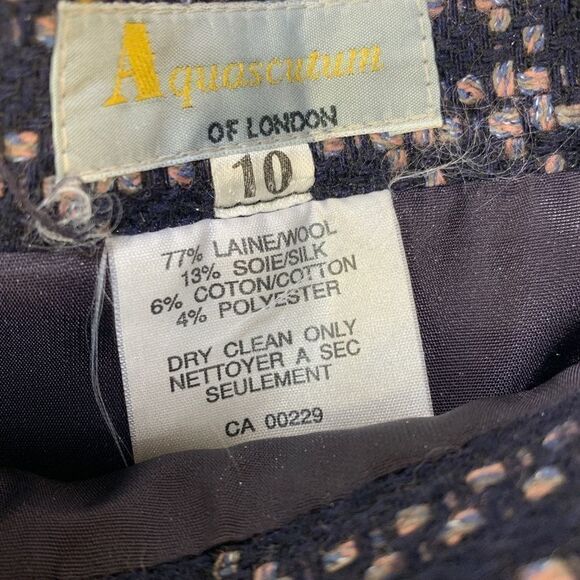 Aquascutum
OF LONDON
10
77% LAINE/WOOL
13% SOIE/SILK
6% COTON/COTTON
4% POLYESTER
DRY CLEAN ONLY
NETTOYER A SEC
SEULEMENT
CA 00229